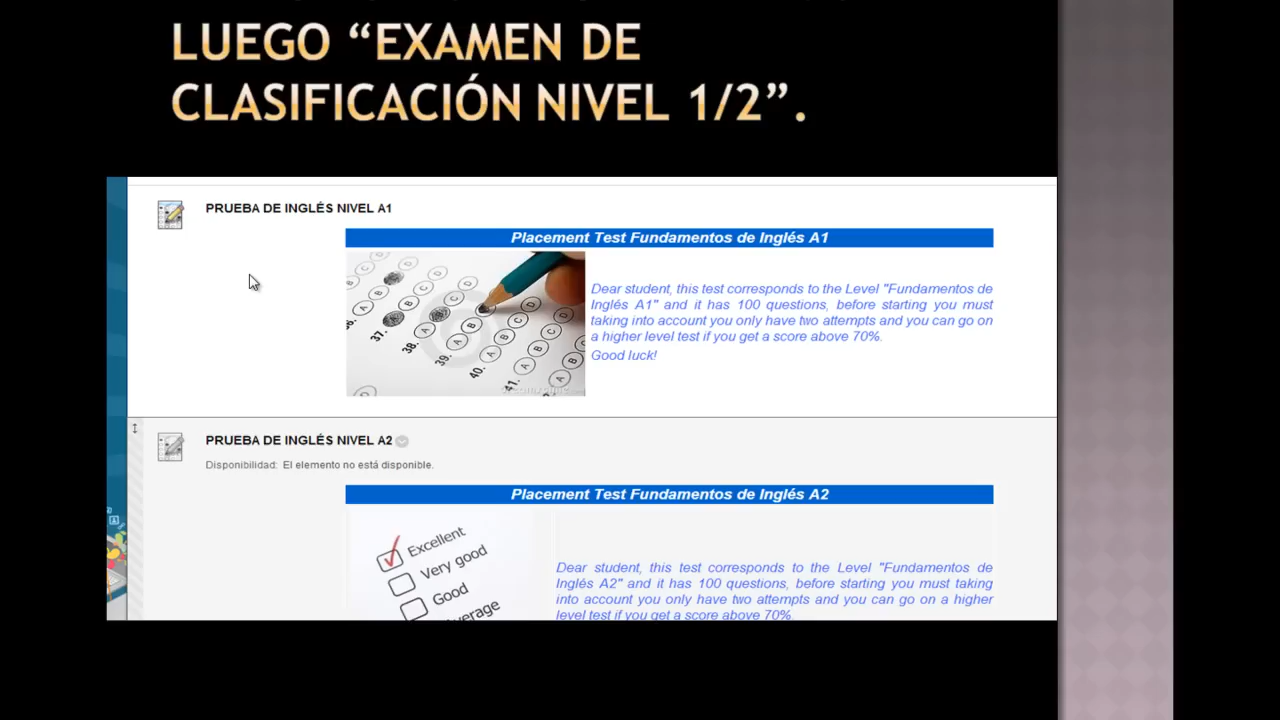 LUEGO “EXAMEN DE
CLASIFICACIÓN NIVEL 1/2”.
PRUEBA DE INGLÉS NIVEL A1
Placement Test Fundamentos de Inglés A1
Dear student, this test corresponds to the Level "Fundamentos de
Inglés A1" and it has 100 questions, before starting you must
taking into account you only have two attempts and you can go on
a higher level test if you get a score above 70%.
Good luck!
37.
38.
39.
40.
41.
PRUEBA DE INGLÉS NIVEL A2
Disponibilidad: El elemento no está disponible.
Placement Test Fundamentos de Inglés A2
Excellent
Very good
Good
Dear student, this test corresponds to the Level "Fundamentos de
Inglés A2" and it has 100 questions, before starting you must taking
into account you only have two attempts and you can go on a higher
level test if you get a score above 70%.